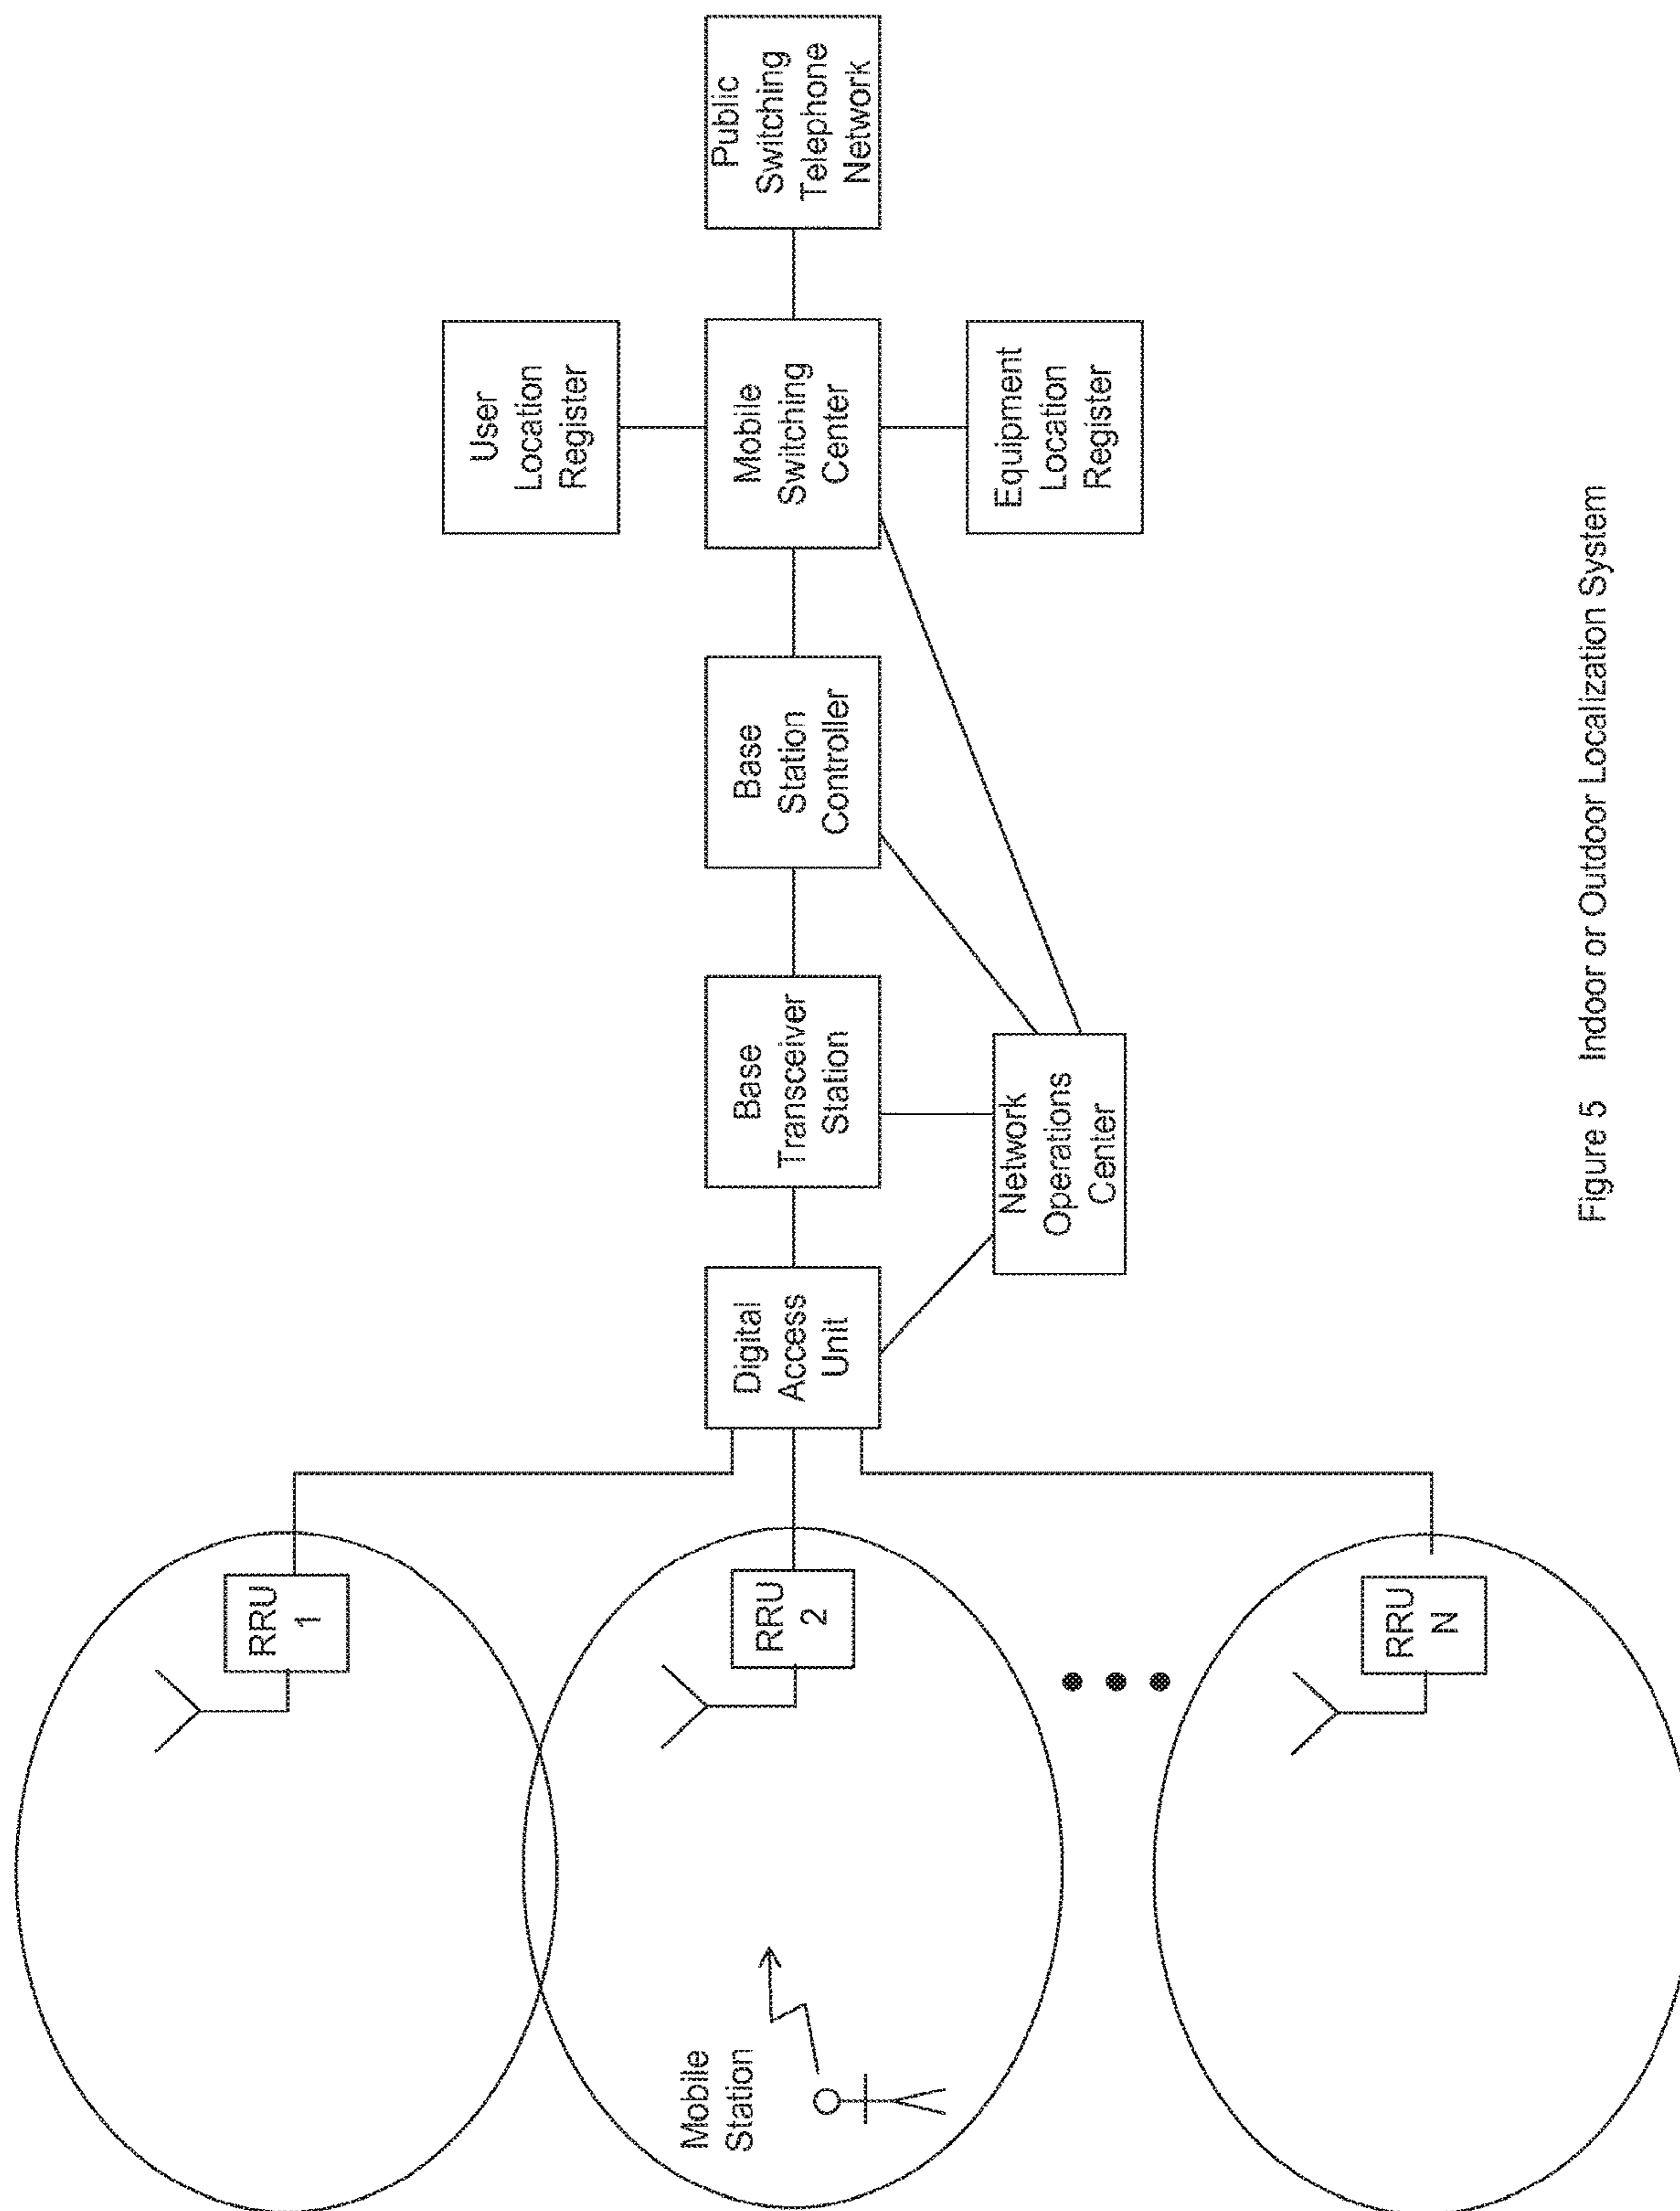 RRU
1
RRU
2
RRU
N
Mobile
Station
Digital
Access
Unit
Base
Transceiver
Station
Base
Station
Controller
Network
Operations
Center
User
Location
Register
Mobile
Switching
Center
Equipment
Location
Register
Public
Switching
Telephone
Network
Figure 5 Indoor or Outdoor Localization System